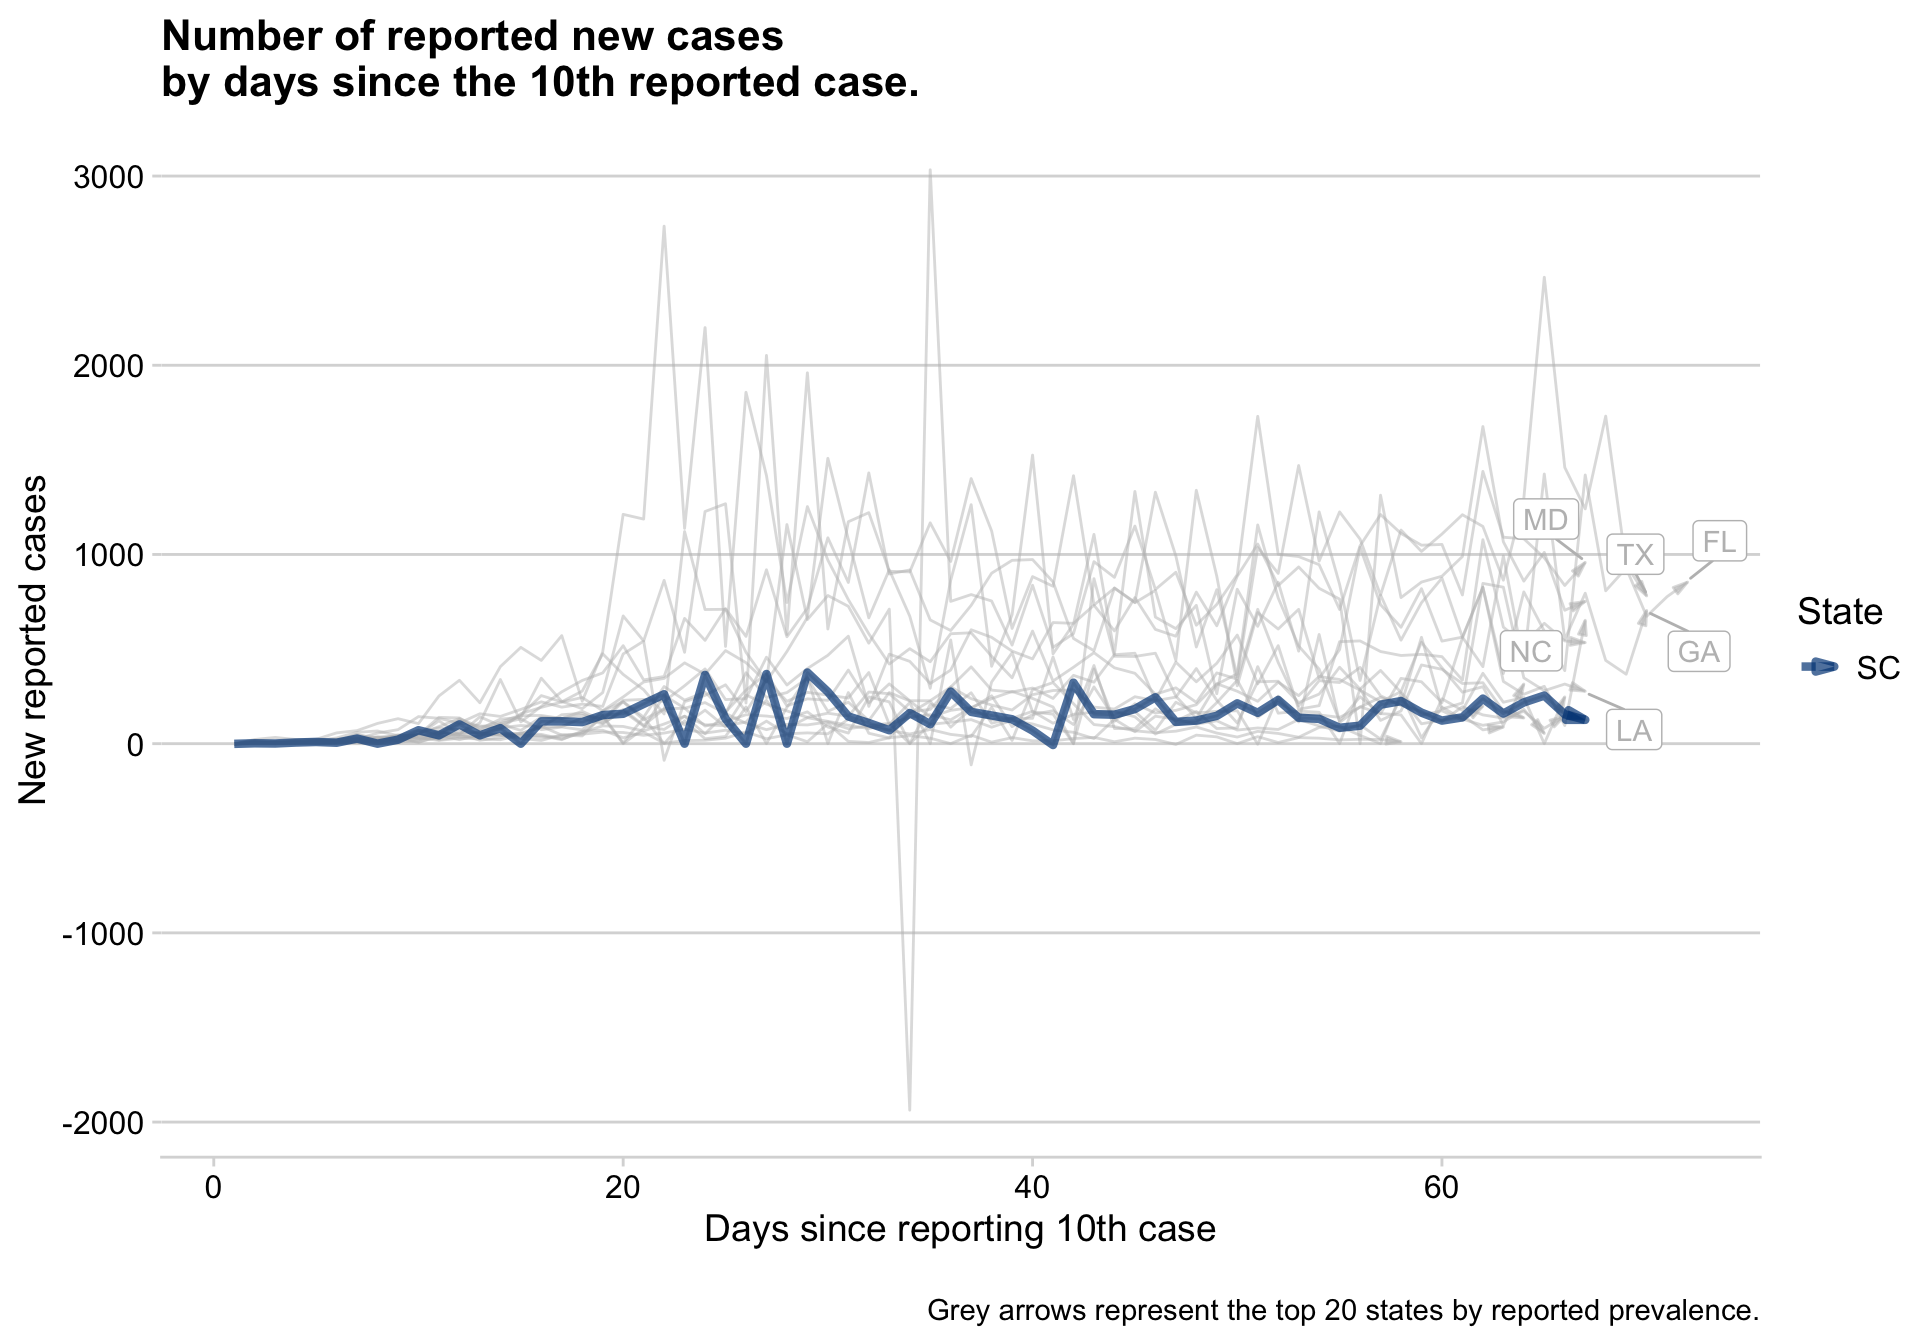 Number of reported new cases
by days since the 10th reported case.
New reported cases
3000
2000
1000
0
-1000
-2000
MD
TX
FL
NC
GA
LA
State
SC
0
20
40
60
Days since reporting 10th case
Grey arrows represent the top 20 states by reported prevalence.